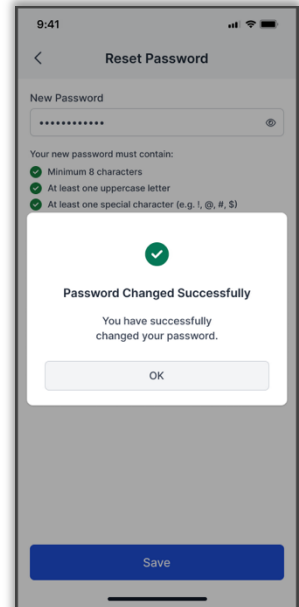 9:41
Reset Password
New Password
Your new password must contain:
Minimum 8 characters
At least one uppercase letter
At least one special character (e.g. !, @, #, $)
Password Changed Successfully
You have successfully
changed your password.
OK
Save